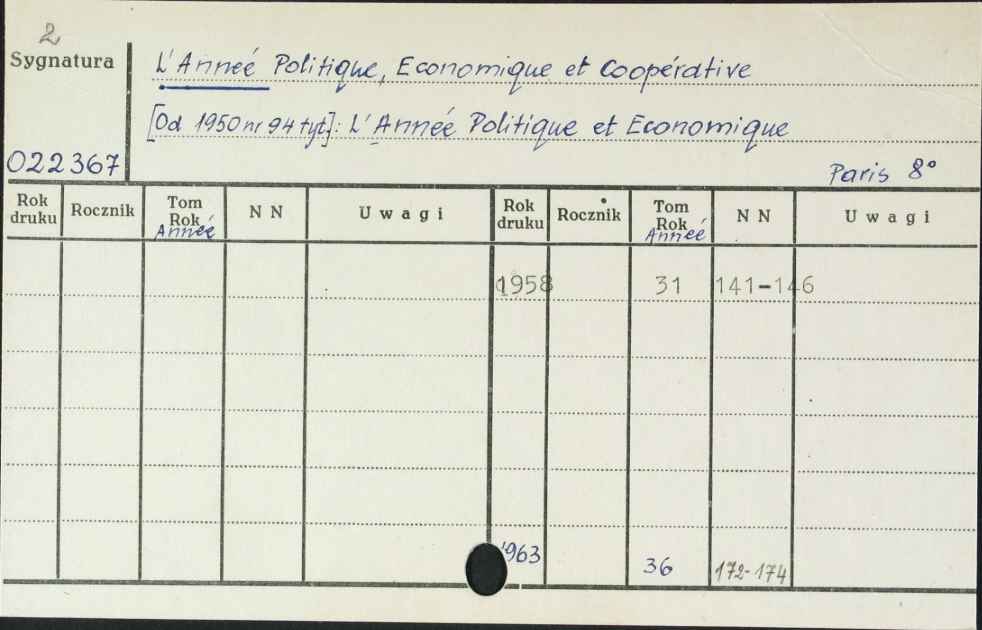 2
Sygnatura
L'Anneé Politique, Economique et Coopérative
[Od 1950 nr 94 tyt]: L'Année Politique et Economique
022367
Paris 8°
Rok druku Rocznik Tom Rok Année N N Uwagi Rok druku Rocznik Tom Rok Anneé N N Uwagi
1958 31 141-146
1963 36 172-174